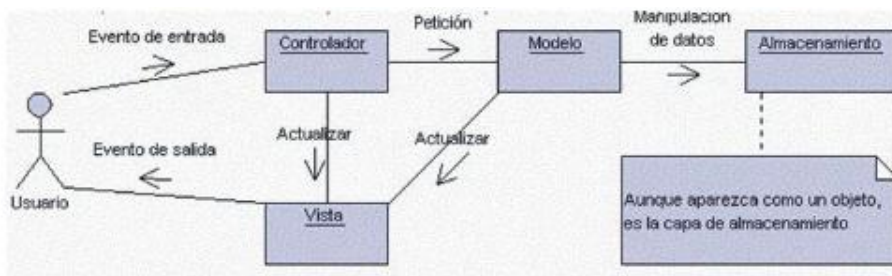 Evento de entrada
Controlador
Petición
Modelo
Manipulacion
de datos
Almacenamiento
Actualizar
Actualizar
Evento de salida
Usuario
Vista
Aunque aparezca como un objeto,
es la capa de almacenamiento